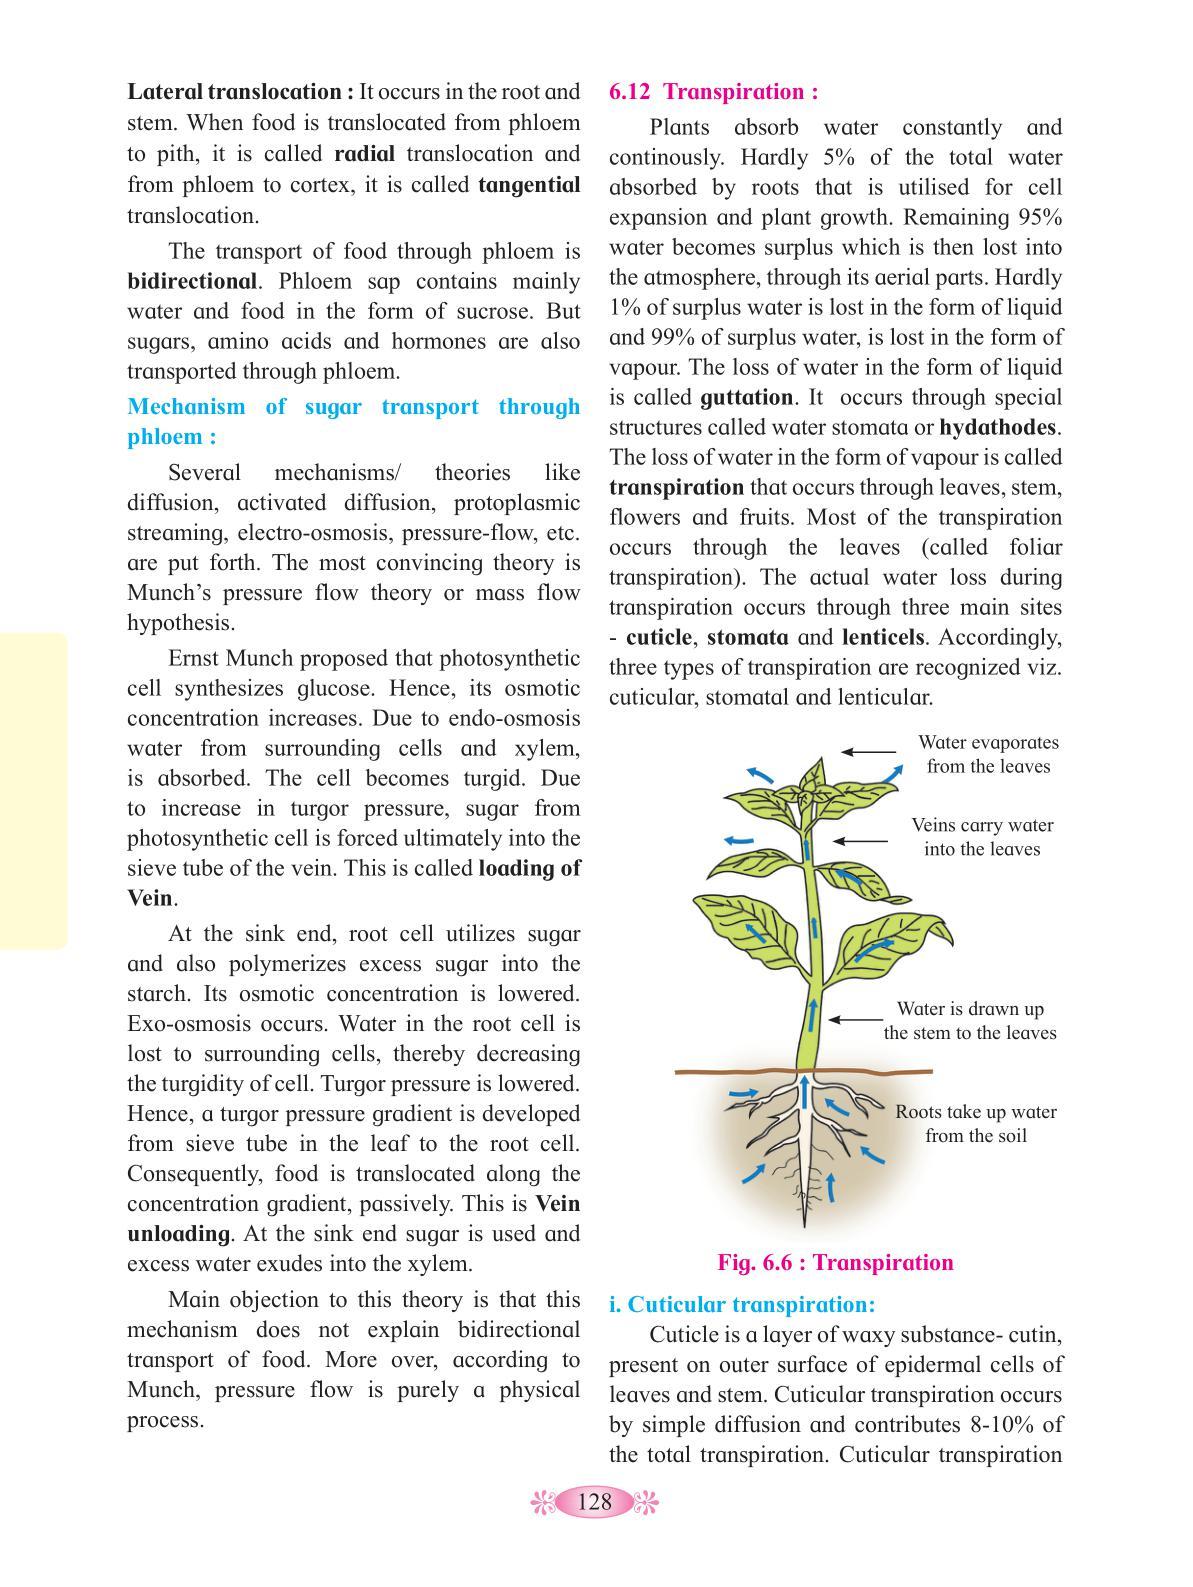 Lateral translocation : It occurs in the root and
stem. When food is translocated from phloem
to pith, it is called radial translocation and
from phloem to cortex, it is called tangential
translocation.
The transport of food through phloem is
bidirectional. Phloem sap contains mainly
water and food in the form of sucrose. But
sugars, amino acids and hormones are also
transported through phloem.
Mechanism of sugar transport through
phloem :
Several mechanisms/ theories like
diffusion, activated diffusion, protoplasmic
streaming, electro-osmosis, pressure-flow, etc.
are put forth. The most convincing theory is
Munch's pressure flow theory or mass flow
hypothesis.
Ernst Munch proposed that photosynthetic
cell synthesizes glucose. Hence, its osmotic
concentration increases. Due to endo-osmosis
water from surrounding cells and xylem,
is absorbed. The cell becomes turgid. Due
to increase in turgor pressure, sugar from
photosynthetic cell is forced ultimately into the
sieve tube of the vein. This is called loading of
Vein.
At the sink end, root cell utilizes sugar
and also polymerizes excess sugar into the
starch. Its osmotic concentration is lowered.
Exo-osmosis occurs. Water in the root cell is
lost to surrounding cells, thereby decreasing
the turgidity of cell. Turgor pressure is lowered.
Hence, a turgor pressure gradient is developed
from sieve tube in the leaf to the root cell.
Consequently, food is translocated along the
concentration gradient, passively. This is Vein
unloading. At the sink end sugar is used and
excess water exudes into the xylem.
Main objection to this theory is that this
mechanism does not explain bidirectional
transport of food. More over, according to
Munch, pressure flow is purely a physical
process.
6.12 Transpiration :
Plants absorb water constantly and
continously. Hardly 5% of the total water
absorbed by roots that is utilised for cell
expansion and plant growth. Remaining 95%
water becomes surplus which is then lost into
the atmosphere, through its aerial parts. Hardly
1% of surplus water is lost in the form of liquid
and 99% of surplus water, is lost in the form of
vapour. The loss of water in the form of liquid
is called guttation. It occurs through special
structures called water stomata or hydathodes.
The loss of water in the form of vapour is called
transpiration that occurs through leaves, stem,
flowers and fruits. Most of the transpiration
occurs through the leaves (called foliar
transpiration). The actual water loss during
transpiration occurs through three main sites
- cuticle, stomata and lenticels. Accordingly,
three types of transpiration are recognized viz.
cuticular, stomatal and lenticular.
Water evaporates
from the leaves
Veins carry water
into the leaves
Water is drawn up
the stem to the leaves
Roots take up water
from the soil
Fig. 6.6 : Transpiration
i. Cuticular transpiration:
Cuticle is a layer of waxy substance- cutin,
present on outer surface of epidermal cells of
leaves and stem. Cuticular transpiration occurs
by simple diffusion and contributes 8-10% of
the total transpiration. Cuticular transpiration
128